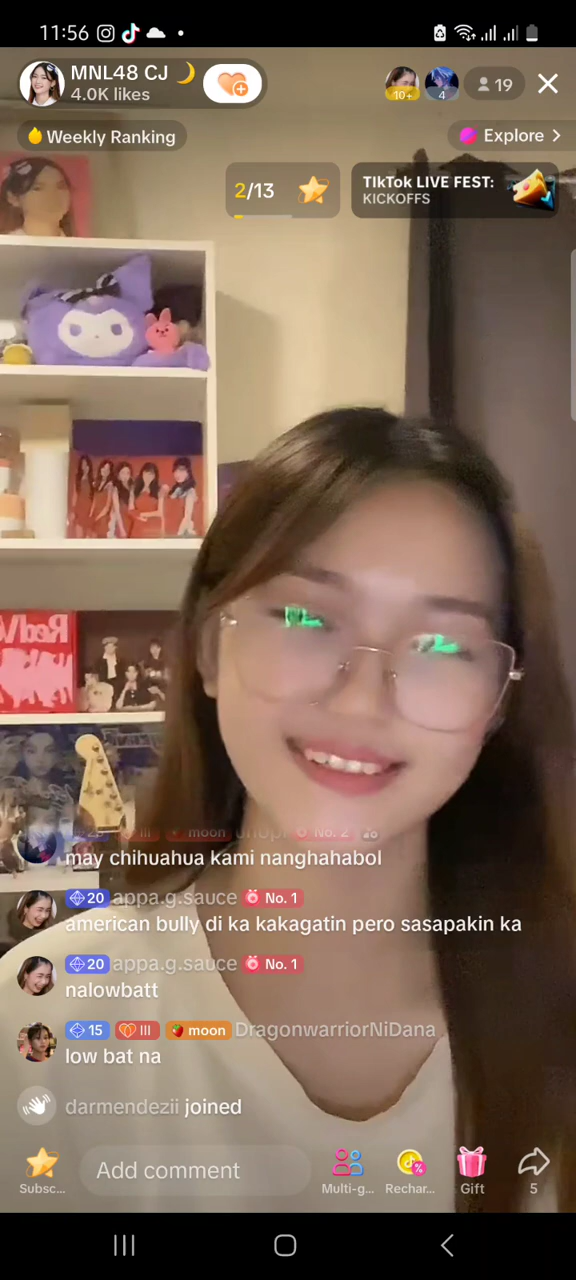 11:56
MNL48 CJ 🌙
4.0K likes
10+
4
19
Weekly Ranking
Explore >
2/13
TikTok LIVE FEST:
KICKOFFS
III moon No. 2
may chihuahua kami nanghahabol
20 appa.g.sauce No. 1
american bully di ka kakagatin pero sasapakin ka
20 appa.g.sauce No. 1
nalowbatt
15 III moon DragonwarriorNiDana
low bat na
darmendezii joined
Add comment
Subsc...
Multi-g...
Rechar...
Gift
5